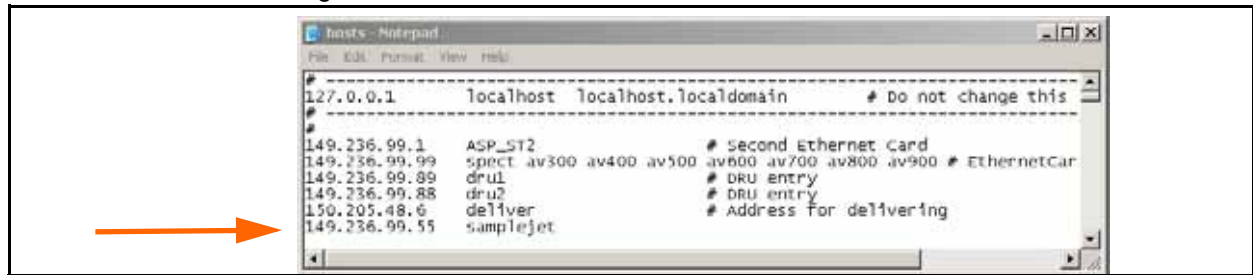 hosts - Notepad
File Edit Format View Help
# ----------------------------------------------------------------
127.0.0.1 localhost localhost.localdomain # Do not change this
# ----------------------------------------------------------------
#
149.236.99.1 ASP_ST2 # Second Ethernet Card
149.236.99.99 spect av300 av400 av500 av600 av700 av800 av900 # EthernetCar
149.236.99.89 dru1 # DRU entry
149.236.99.88 dru2 # DRU entry
150.205.48.6 deliver # Address for delivering
149.236.99.55 samplejet